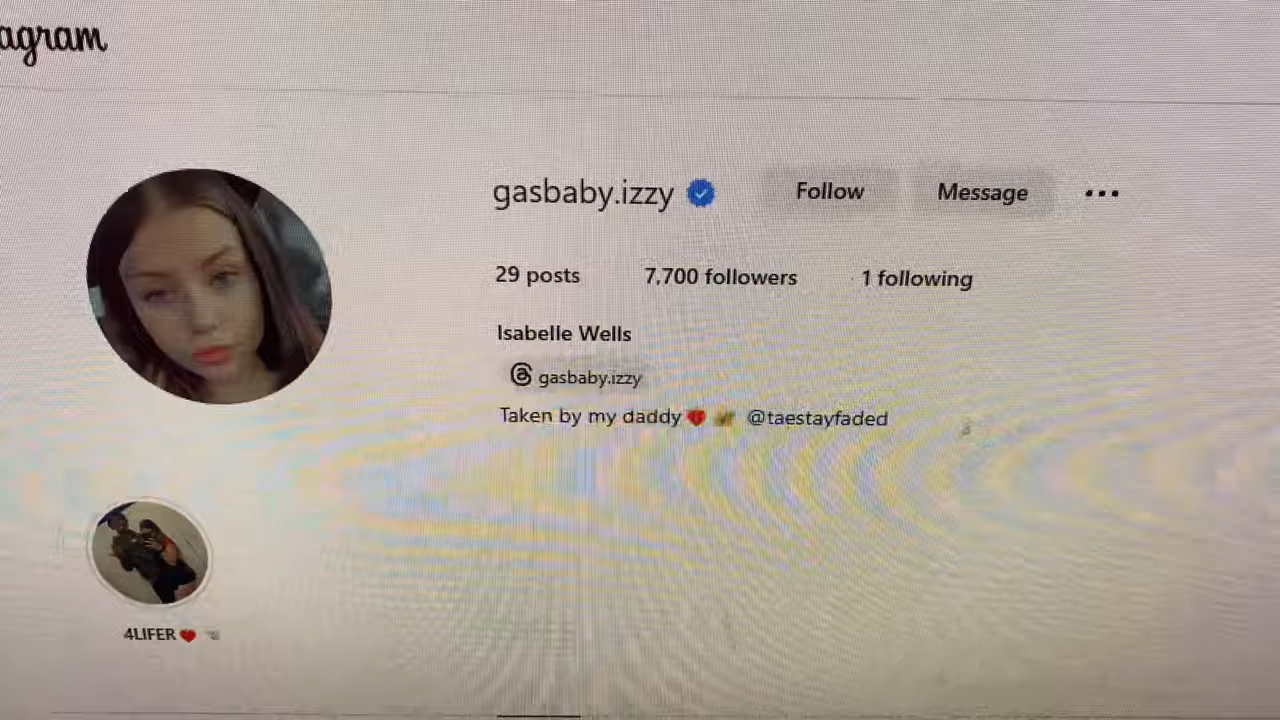 agram
gasbaby.izzy Follow Message
29 posts 7,700 followers 1 following
Isabelle Wells
gasbaby.izzy
Taken by my daddy❤️ @taestayfaded
4LIFER❤️